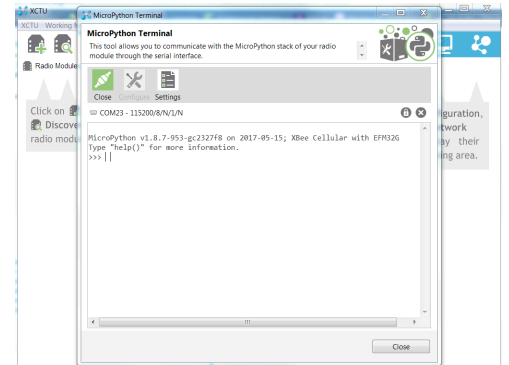 XCTU
MicroPython Terminal
XCTU Working M
MicroPython Terminal
This tool allows you to communicate with the MicroPython stack of your radio
module through the serial interface.
Radio Module
Close Configure Settings
COM23 - 115200/8/N/1/N
Click on
Discove
radio modu
guration,
twork
ay their
ing area.
MicroPython v1.8.7-953-gc2327f8 on 2017-05-15; XBee Cellular with EFM32G
Type "help()" for more information.
>>>
Close